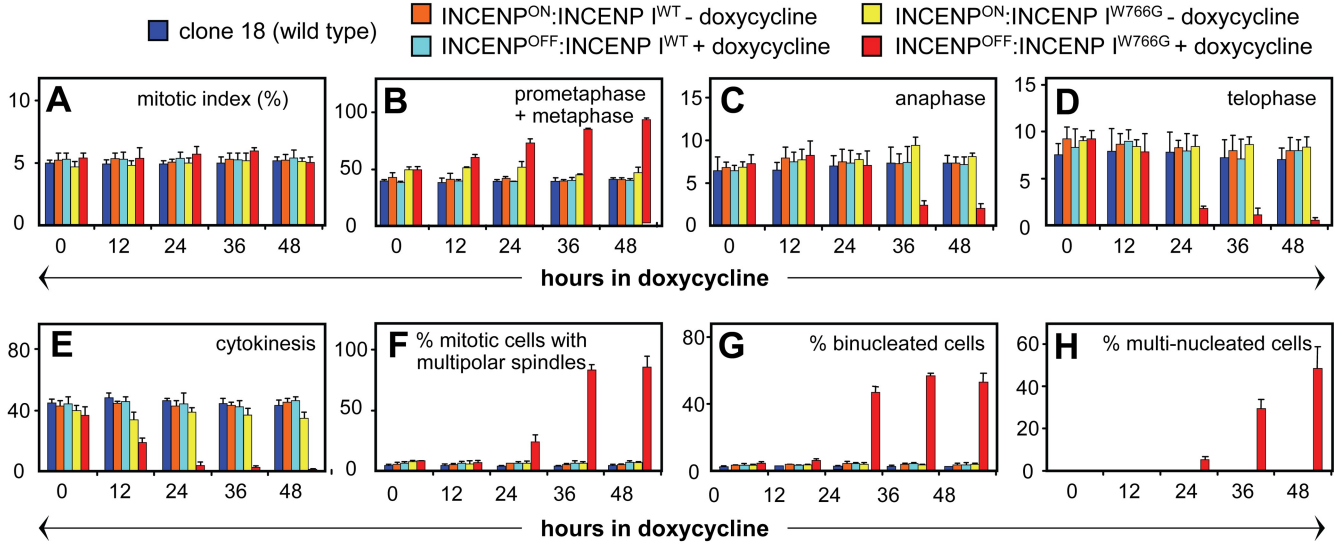 clone 18 (wild type)
INCENPᴼᴺ:INCENP Iᵂᵀ - doxycycline
INCENPᴼᶠᶠ:INCENP Iᵂᵀ + doxycycline
INCENPᴼᴺ:INCENP Iᵂ⁷⁶⁶ᴳ - doxycycline
INCENPᴼᶠᶠ:INCENP Iᵂ⁷⁶⁶ᴳ + doxycycline
A mitotic index (%)
10
5
0
0 12 24 36 48
B prometaphase
+ metaphase
100
50
0
0 12 24 36 48
C anaphase
15
10
5
0
0 12 24 36 48
D telophase
15
10
5
0
0 12 24 36 48
hours in doxycycline
E cytokinesis
80
40
0
0 12 24 36 48
F % mitotic cells with
multipolar spindles
100
50
0
0 12 24 36 48
G % binucleated cells
80
40
0
0 12 24 36 48
H % multi-nucleated cells
60
40
20
0
0 12 24 36 48
hours in doxycycline